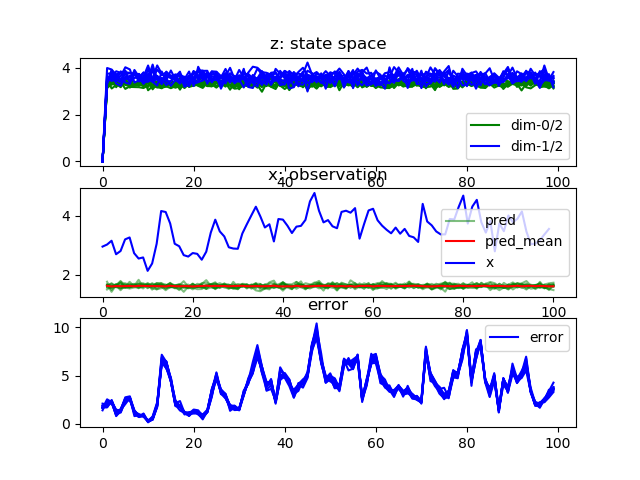 z: state space
4
2
0
dim-0/2
dim-1/2
0 20 40 60 80 100
x: observation
4
2
pred
pred_mean
x
0 20 40 60 80 100
error
10
5
0
error
0 20 40 60 80 100